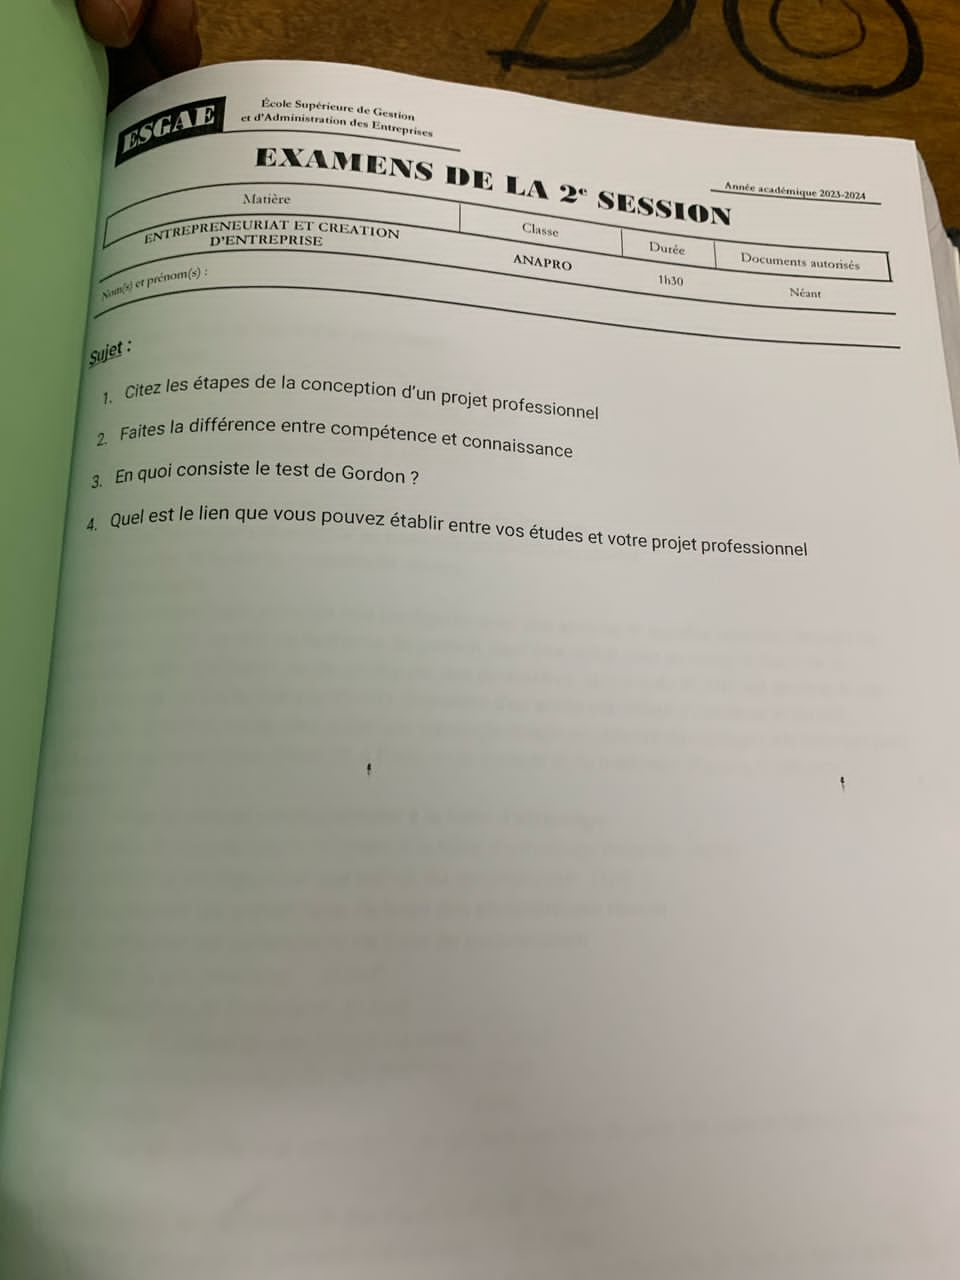 ESGAE
École Supérieure de Gestion
et d'Administration des Entreprises
EXAMENS DE LA 2e SESSION
Année académique 2023-2024
Matière
Classe
Durée
Documents autorisés
ENTREPRENEURIAT ET CREATION
D'ENTREPRISE
ANAPRO
1h30
Néant
Nom(s) et prénom(s) :
Sujet :
1. Citez les étapes de la conception d'un projet professionnel
2. Faites la différence entre compétence et connaissance
3. En quoi consiste le test de Gordon ?
4. Quel est le lien que vous pouvez établir entre vos études et votre projet professionnel